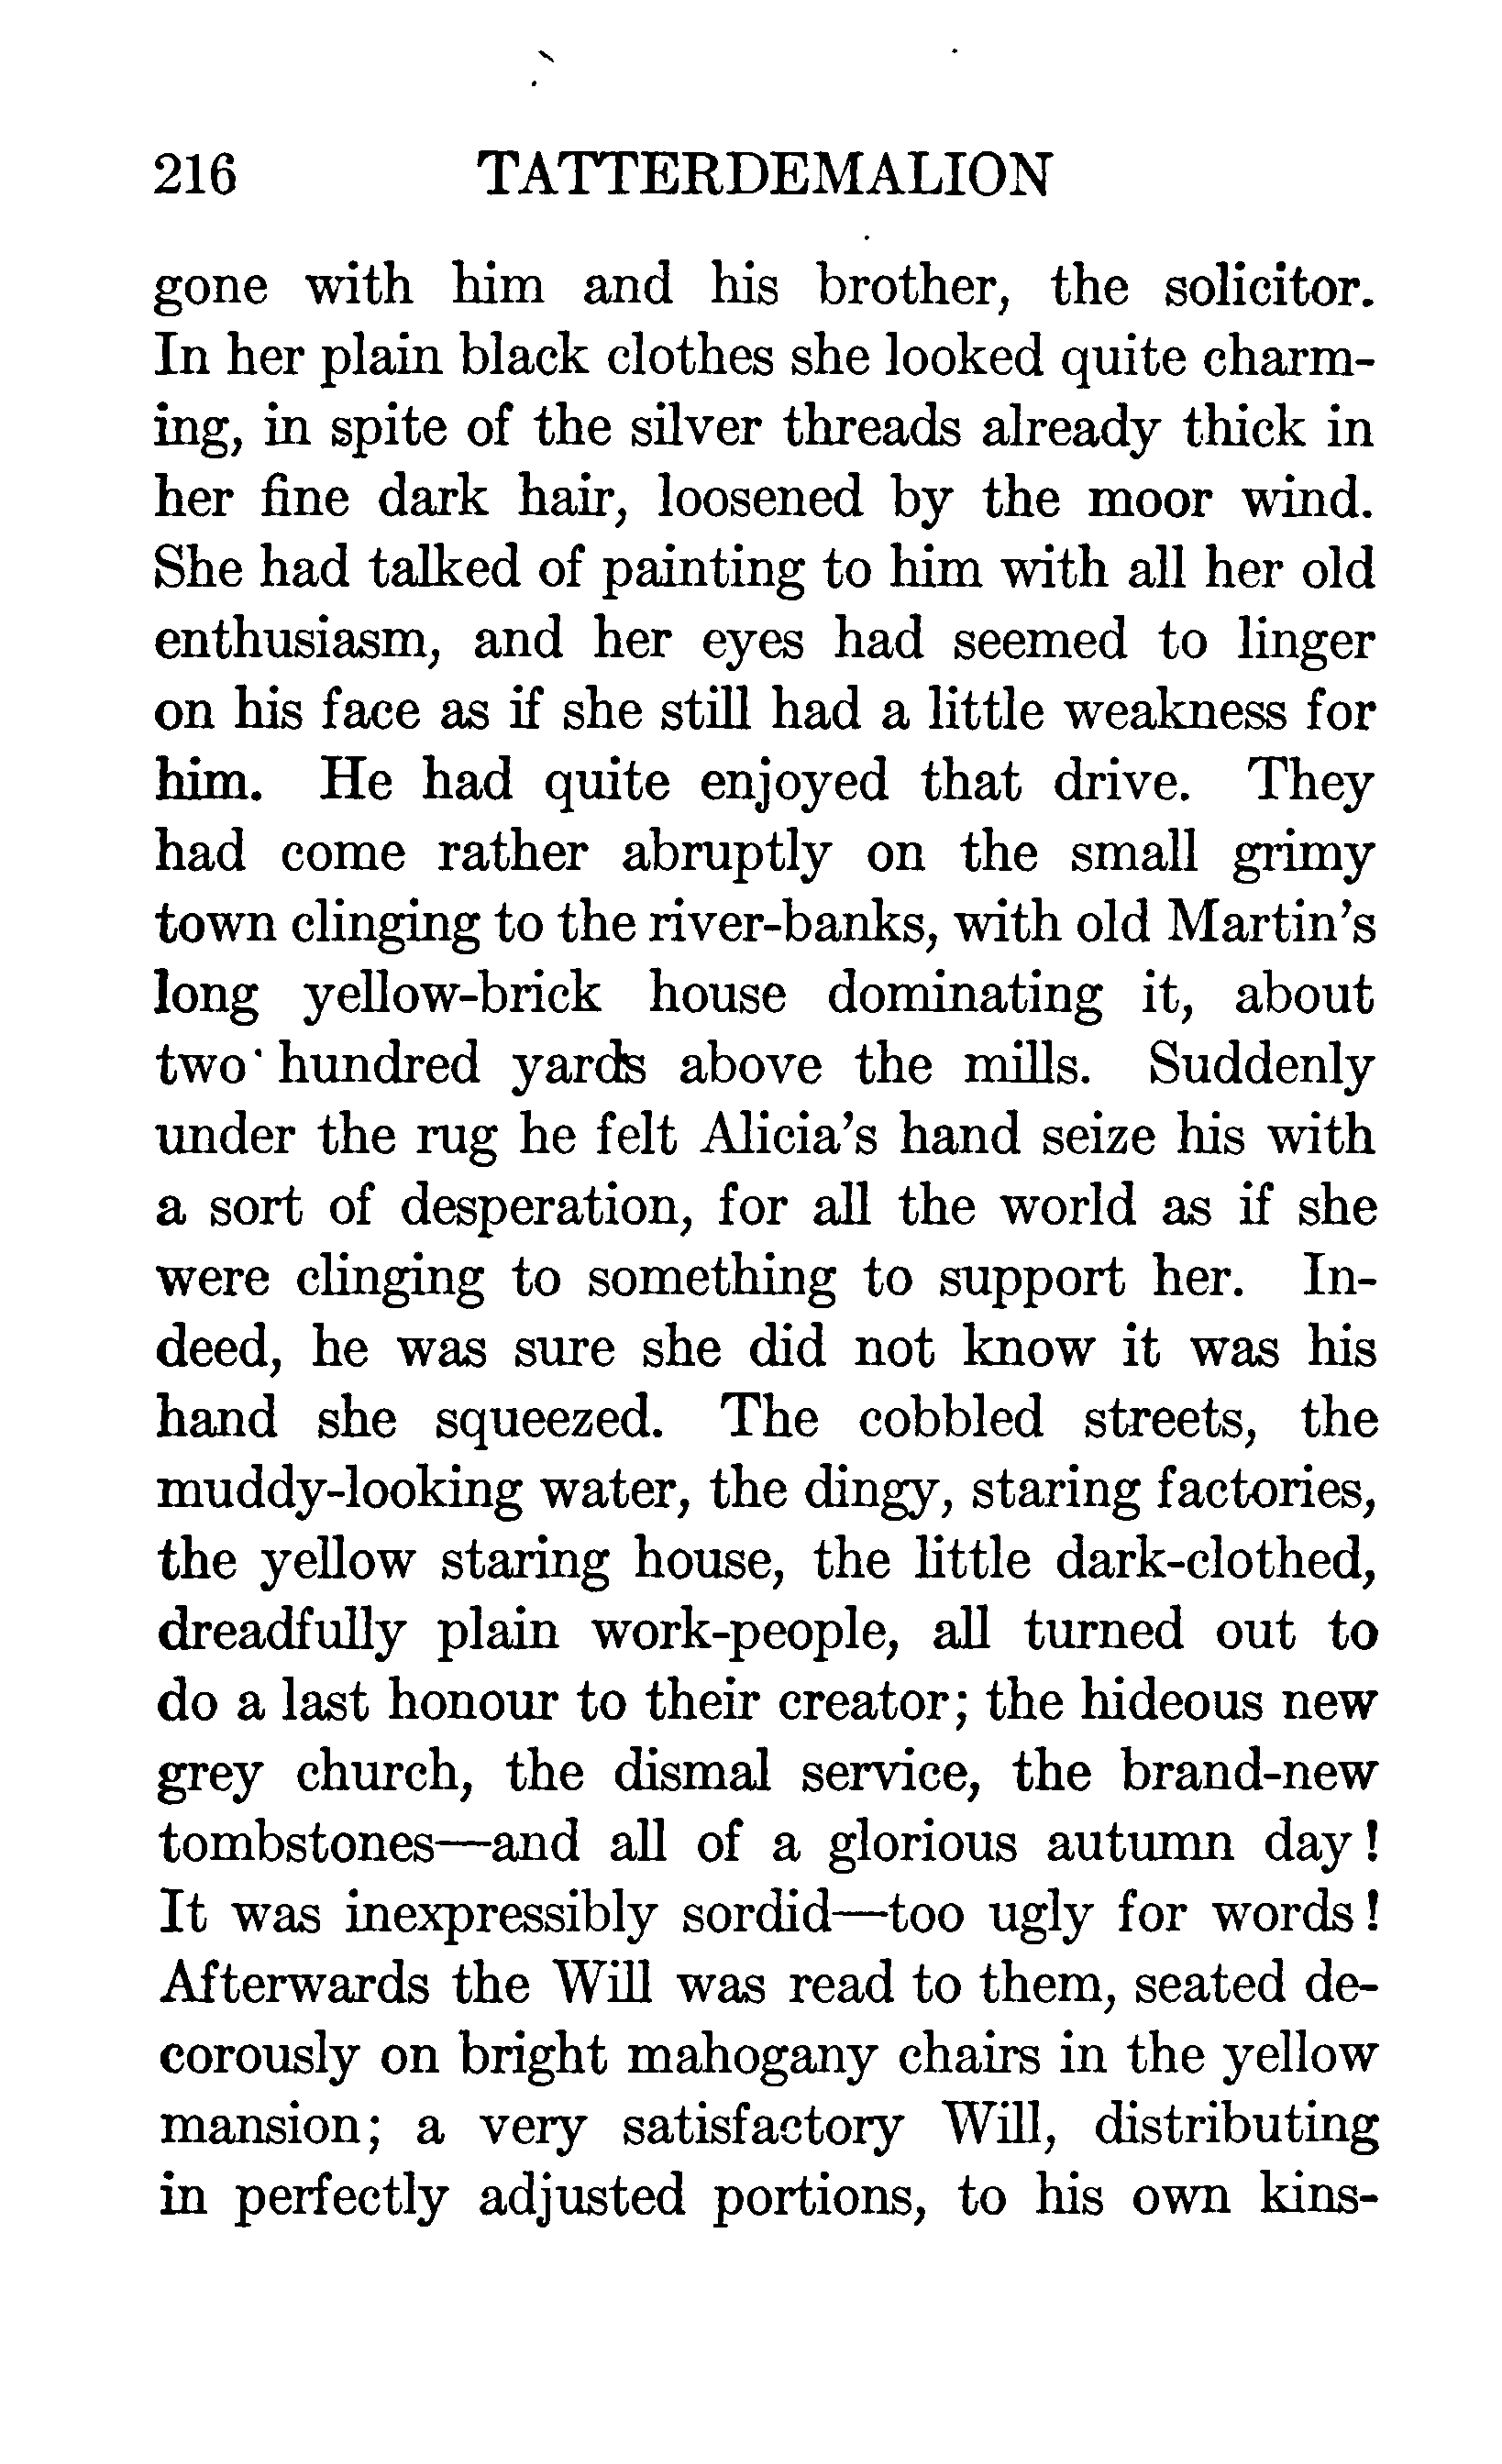 216 TATTERDEMALION
gone with him and his brother, the solicitor.
In her plain black clothes she looked quite charm-
ing, in spite of the silver threads already thick in
her fine dark hair, loosened by the moor wind.
She had talked of painting to him with all her old
enthusiasm, and her eyes had seemed to linger
on his face as if she still had a little weakness for
him. He had quite enjoyed that drive. They
had come rather abruptly on the small grimy
town clinging to the river-banks, with old Martin's
long yellow-brick house dominating it, about
two hundred yards above the mills. Suddenly
under the rug he felt Alicia's hand seize his with
a sort of desperation, for all the world as if she
were clinging to something to support her. In-
deed, he was sure she did not know it was his
hand she squeezed. The cobbled streets, the
muddy-looking water, the dingy, staring factories,
the yellow staring house, the little dark-clothed,
dreadfully plain work-people, all turned out to
do a last honour to their creator; the hideous new
grey church, the dismal service, the brand-new
tombstones—and all of a glorious autumn day!
It was inexpressibly sordid—too ugly for words!
Afterwards the Will was read to them, seated de-
corously on bright mahogany chairs in the yellow
mansion; a very satisfactory Will, distributing
in perfectly adjusted portions, to his own kins-